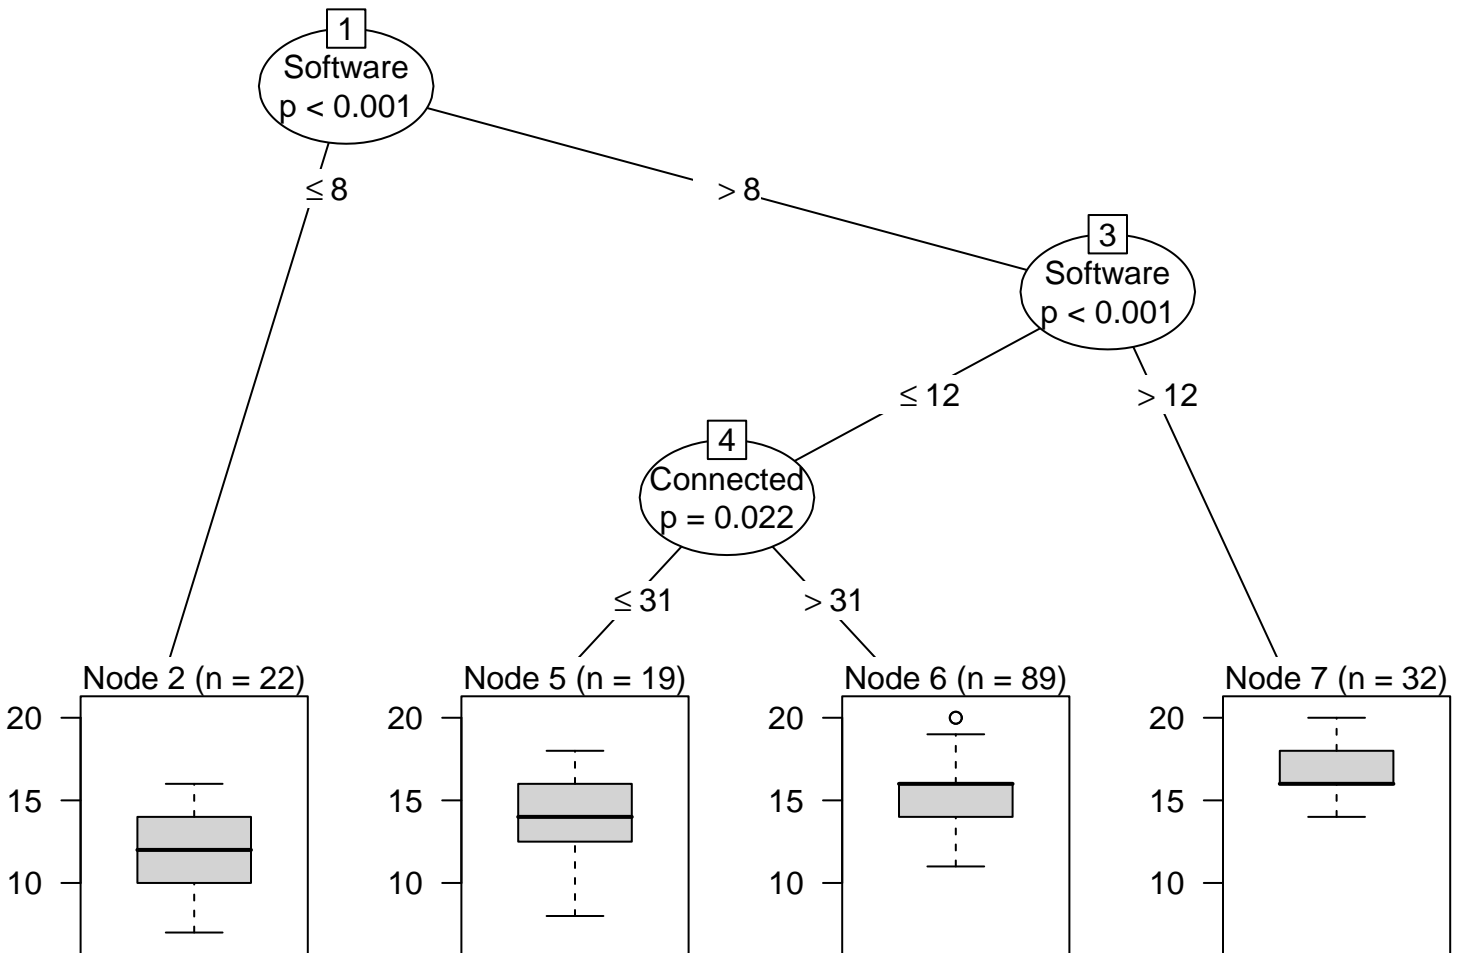 1
Software
p < 0.001
≤ 8
> 8
3
Software
p < 0.001
≤ 12
> 12
4
Connected
p = 0.022
≤ 31
> 31
Node 2 (n = 22)
20
15
10
Node 5 (n = 19)
20
15
10
Node 6 (n = 89)
20
15
10
Node 7 (n = 32)
20
15
10